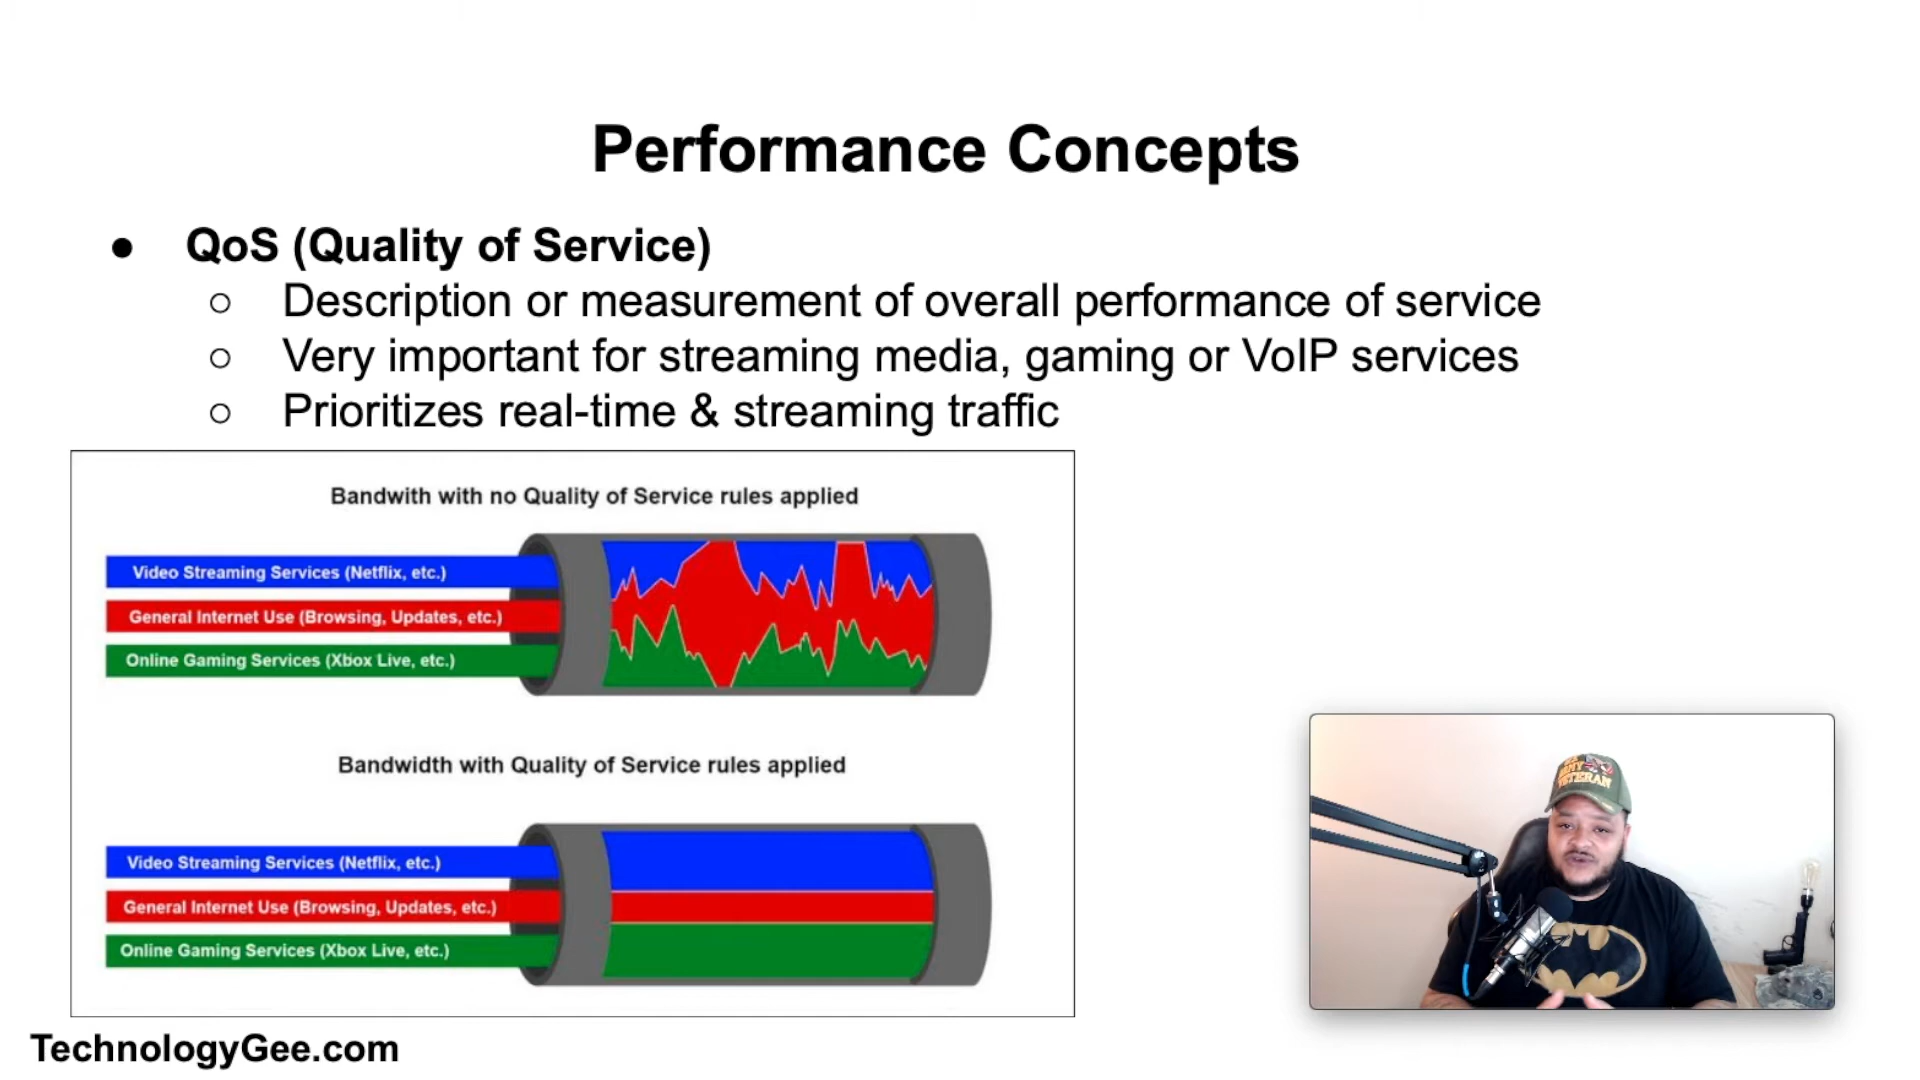 Performance Concepts
● QoS (Quality of Service)
○ Description or measurement of overall performance of service
○ Very important for streaming media, gaming or VoIP services
○ Prioritizes real-time & streaming traffic
Bandwith with no Quality of Service rules applied
Video Streaming Services (Netflix, etc.)
General Internet Use (Browsing, Updates, etc.)
Online Gaming Services (Xbox Live, etc.)
Bandwidth with Quality of Service rules applied
Video Streaming Services (Netflix, etc.)
General Internet Use (Browsing, Updates, etc.)
Online Gaming Services (Xbox Live, etc.)
ARMY
VETERAN
TechnologyGee.com